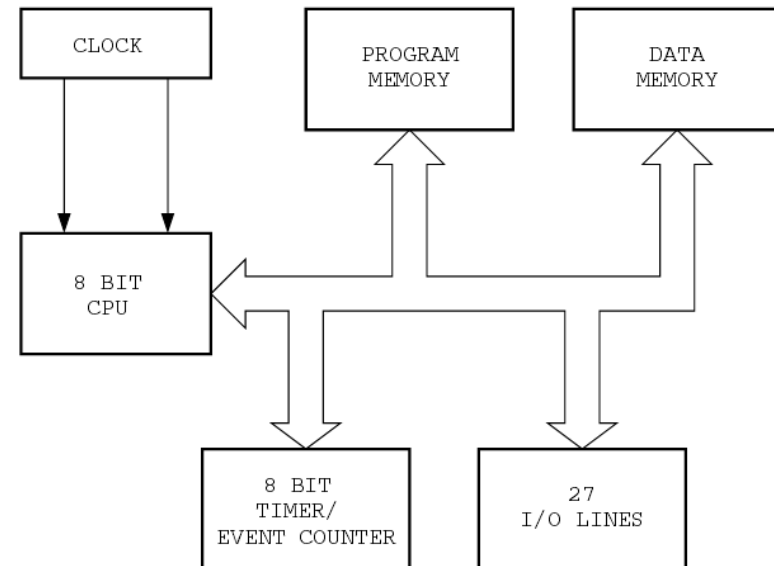 CLOCK
PROGRAM
MEMORY
DATA
MEMORY
8 BIT
CPU
8 BIT
TIMER/
EVENT COUNTER
27
I/O LINES